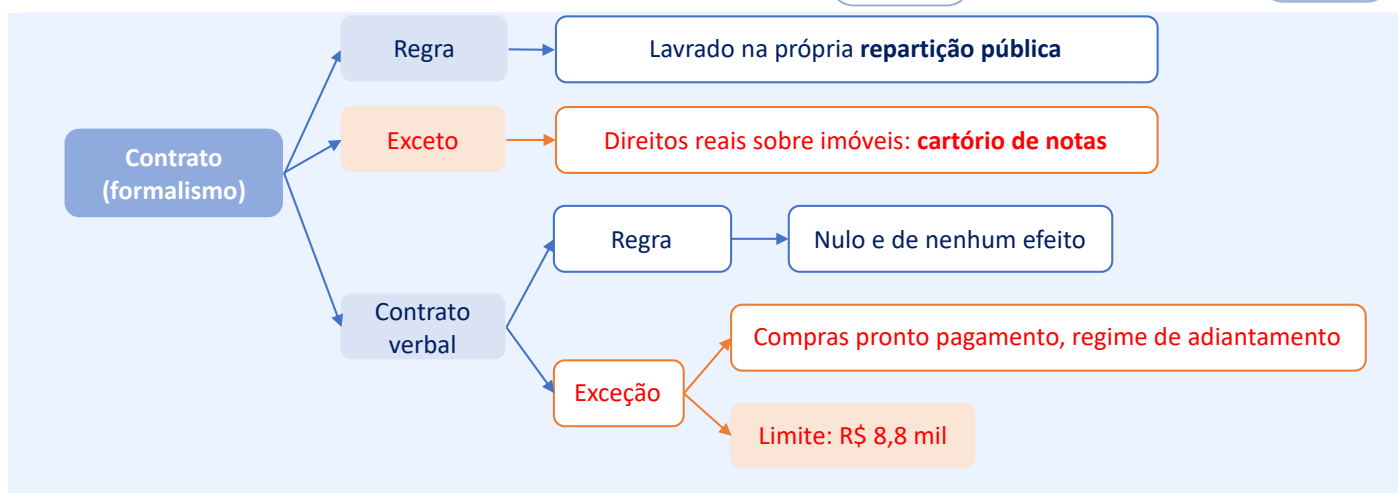 Regra
Lavrado na própria repartição pública
Exceto
Direitos reais sobre imóveis: cartório de notas
Contrato
(formalismo)
Regra
Nulo e de nenhum efeito
Contrato
verbal
Compras pronto pagamento, regime de adiantamento
Exceção
Limite: R$ 8,8 mil